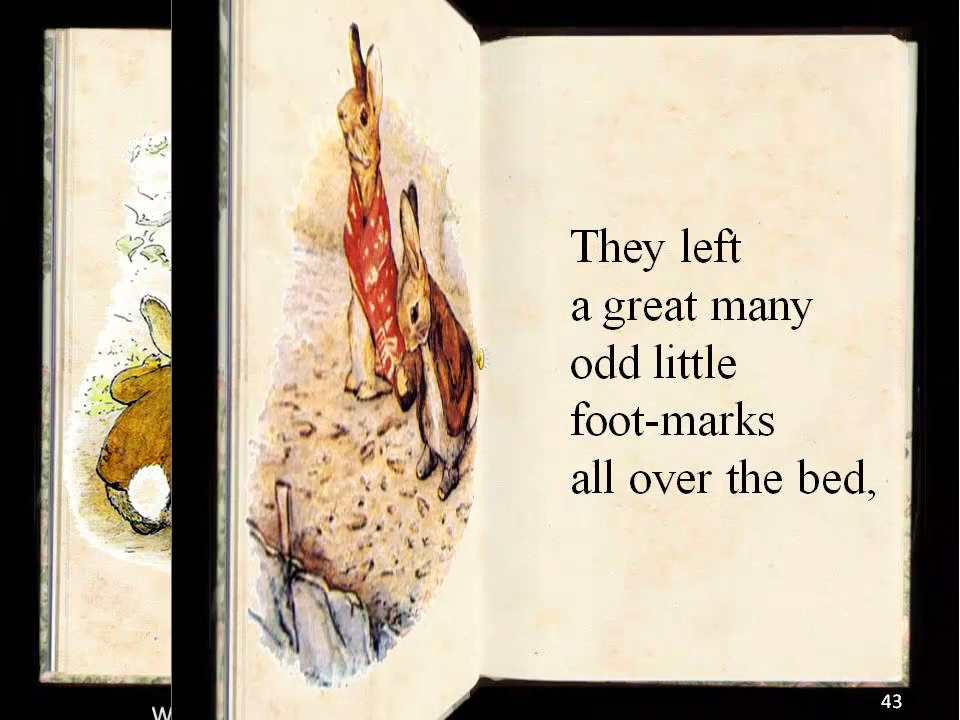 They left
a great many
odd little
foot-marks
all over the bed,
43